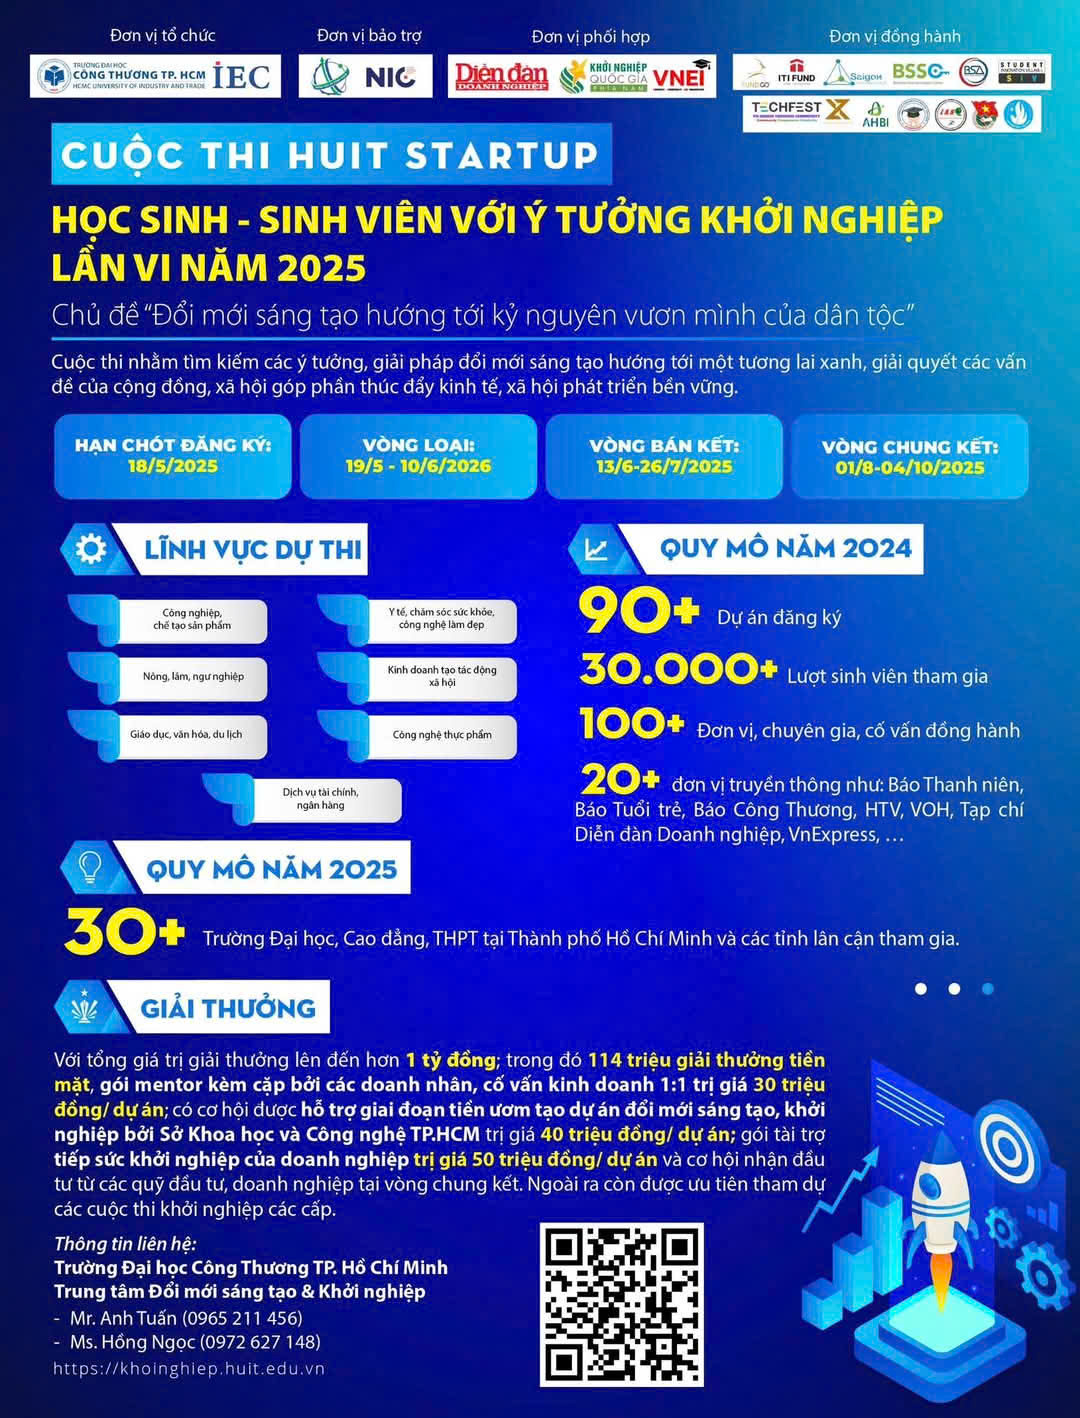 Đơn vị tổ chức
Đơn vị bảo trợ
Đơn vị phối hợp
Đơn vị đồng hành
TRƯỜNG ĐẠI HỌC
CÔNG THƯƠNG TP. HCM
HCMC UNIVERSITY OF INDUSTRY AND TRADE
IEC
NIC
Diễn đàn
DOANH NGHIỆP
KHỞI NGHIỆP
QUỐC GIA
PHÍA NAM
VNEI
FUNDGO
ITI FUND
Saigon
BSSC
BSA
STUDENT
INNOVATION VILLAGE
SIV
TECHFEST
AHBI
CUỘC THI HUIT STARTUP
HỌC SINH - SINH VIÊN VỚI Ý TƯỞNG KHỞI NGHIỆP
LẦN VI NĂM 2025
Chủ đề “Đổi mới sáng tạo hướng tới kỷ nguyên vươn mình của dân tộc”
Cuộc thi nhằm tìm kiếm các ý tưởng, giải pháp đổi mới sáng tạo hướng tới một tương lai xanh, giải quyết các vấn
đề của cộng đồng, xã hội góp phần thúc đẩy kinh tế, xã hội phát triển bền vững.
HẠN CHÓT ĐĂNG KÝ:
18/5/2025
VÒNG LOẠI:
19/5 - 10/6/2026
VÒNG BÁN KẾT:
13/6-26/7/2025
VÒNG CHUNG KẾT:
01/8-04/10/2025
LĨNH VỰC DỰ THI
Công nghiệp,
chế tạo sản phẩm
Y tế, chăm sóc sức khỏe,
công nghệ làm đẹp
Nông, lâm, ngư nghiệp
Kinh doanh tạo tác động
xã hội
Giáo dục, văn hóa, du lịch
Công nghệ thực phẩm
Dịch vụ tài chính,
ngân hàng
QUY MÔ NĂM 2024
90+ Dự án đăng ký
30.000+ Lượt sinh viên tham gia
100+ Đơn vị, chuyên gia, cố vấn đồng hành
20+ đơn vị truyền thông như: Báo Thanh niên,
Báo Tuổi trẻ, Báo Công Thương, HTV, VOH, Tạp chí
Diễn đàn Doanh nghiệp, VnExpress, ...
QUY MÔ NĂM 2025
30+ Trường Đại học, Cao đẳng, THPT tại Thành phố Hồ Chí Minh và các tỉnh lân cận tham gia.
GIẢI THƯỞNG
Với tổng giá trị giải thưởng lên đến hơn 1 tỷ đồng; trong đó 114 triệu giải thưởng tiền
mặt, gói mentor kèm cặp bởi các doanh nhân, cố vấn kinh doanh 1:1 trị giá 30 triệu
đồng/ dự án; có cơ hội được hỗ trợ giai đoạn tiền ươm tạo dự án đổi mới sáng tạo, khởi
nghiệp bởi Sở Khoa học và Công nghệ TP.HCM trị giá 40 triệu đồng/ dự án; gói tài trợ
tiếp sức khởi nghiệp của doanh nghiệp trị giá 50 triệu đồng/ dự án và cơ hội nhận đầu
tư từ các quỹ đầu tư, doanh nghiệp tại vòng chung kết. Ngoài ra còn được ưu tiên tham dự
các cuộc thi khởi nghiệp các cấp.
Thông tin liên hệ:
Trường Đại học Công Thương TP. Hồ Chí Minh
Trung tâm Đổi mới sáng tạo & Khởi nghiệp
- Mr. Anh Tuấn (0965 211 456)
- Ms. Hồng Ngọc (0972 627 148)
https://khoinghiep.huit.edu.vn